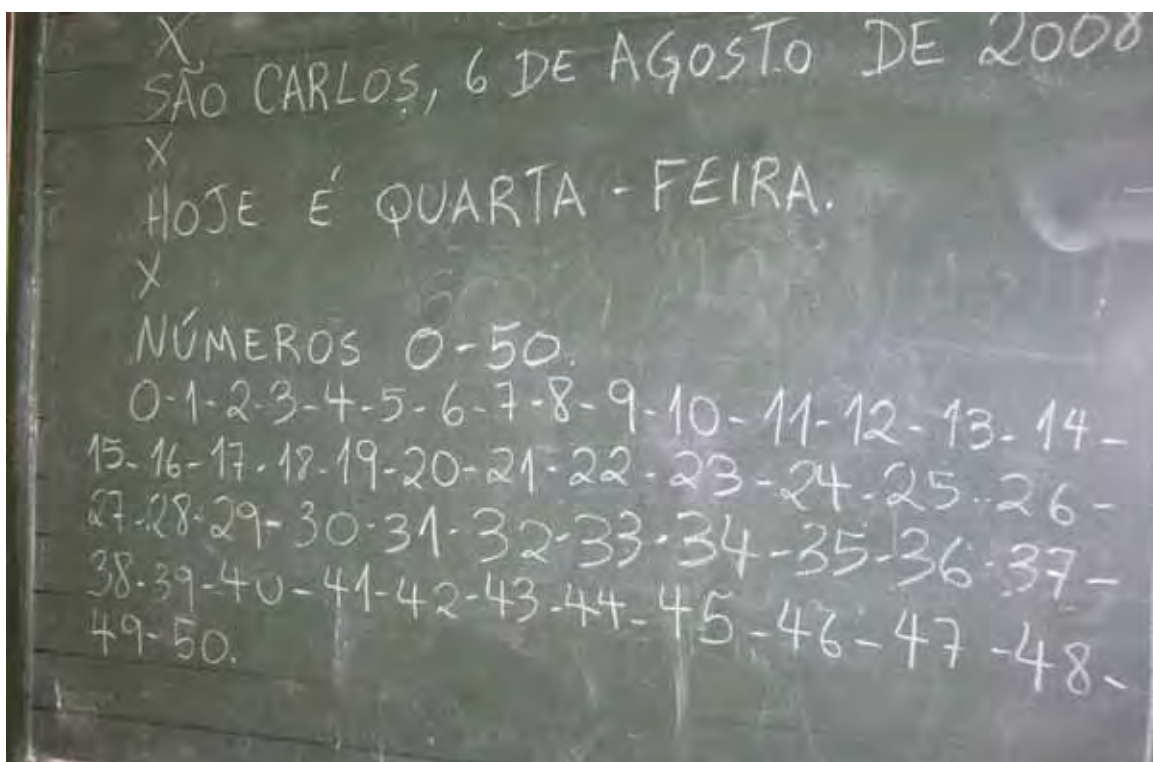 X
SÃO CARLOS, 6 DE AGOSTO DE 2008
X
HOJE É QUARTA-FEIRA.
X
NÚMEROS 0-50.
0-1-2-3-4-5-6-7-8-9-10-11-12-13-14-
15-16-17-18-19-20-21-22-23-24-25-26-
27-28-29-30-31-32-33-34-35-36-37-
38-39-40-41-42-43-44-45-46-47-48-
49-50.